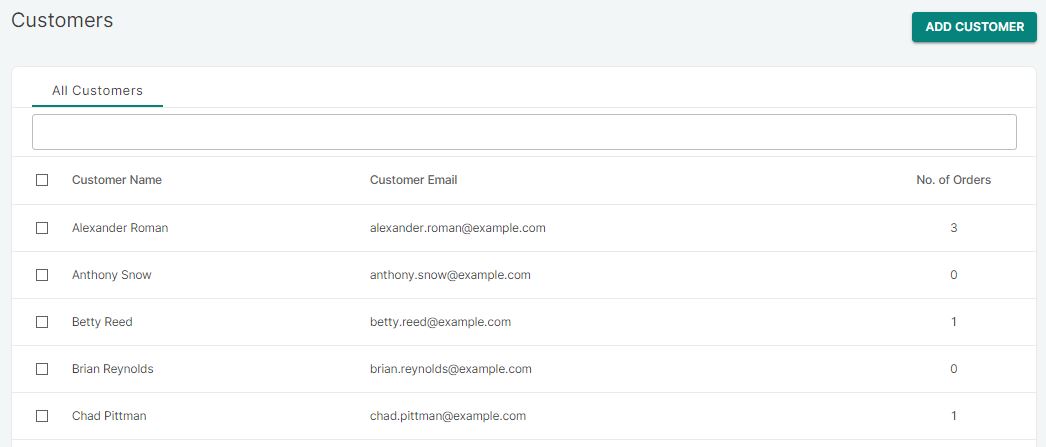 Customers
ADD CUSTOMER
All Customers
Customer Name Customer Email No. of Orders
Alexander Roman alexander.roman@example.com 3
Anthony Snow anthony.snow@example.com 0
Betty Reed betty.reed@example.com 1
Brian Reynolds brian.reynolds@example.com 0
Chad Pittman chad.pittman@example.com 1